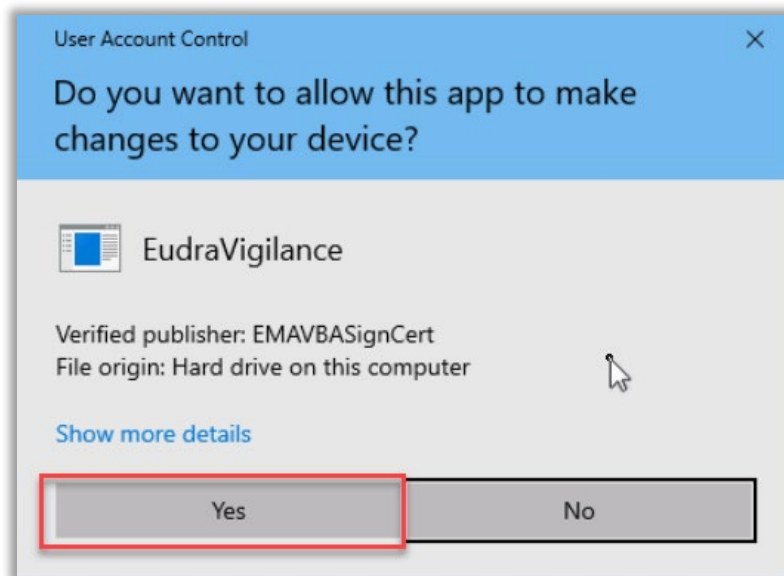 User Account Control
Do you want to allow this app to make
changes to your device?
EudraVigilance
Verified publisher: EMAVBASignCert
File origin: Hard drive on this computer
Show more details
Yes
No